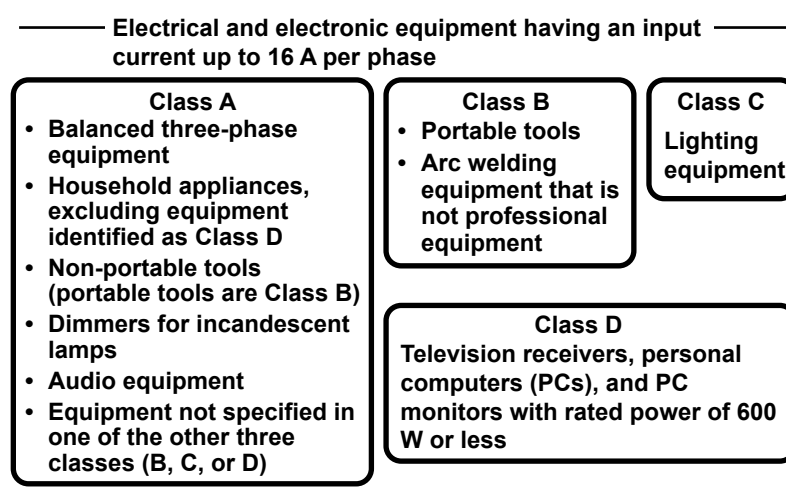 Electrical and electronic equipment having an input
current up to 16 A per phase
Class A
• Balanced three-phase
equipment
• Household appliances,
excluding equipment
identified as Class D
• Non-portable tools
(portable tools are Class B)
• Dimmers for incandescent
lamps
• Audio equipment
• Equipment not specified in
one of the other three
classes (B, C, or D)
Class B
• Portable tools
• Arc welding
equipment that is
not professional
equipment
Class C
Lighting
equipment
Class D
Television receivers, personal
computers (PCs), and PC
monitors with rated power of 600
W or less